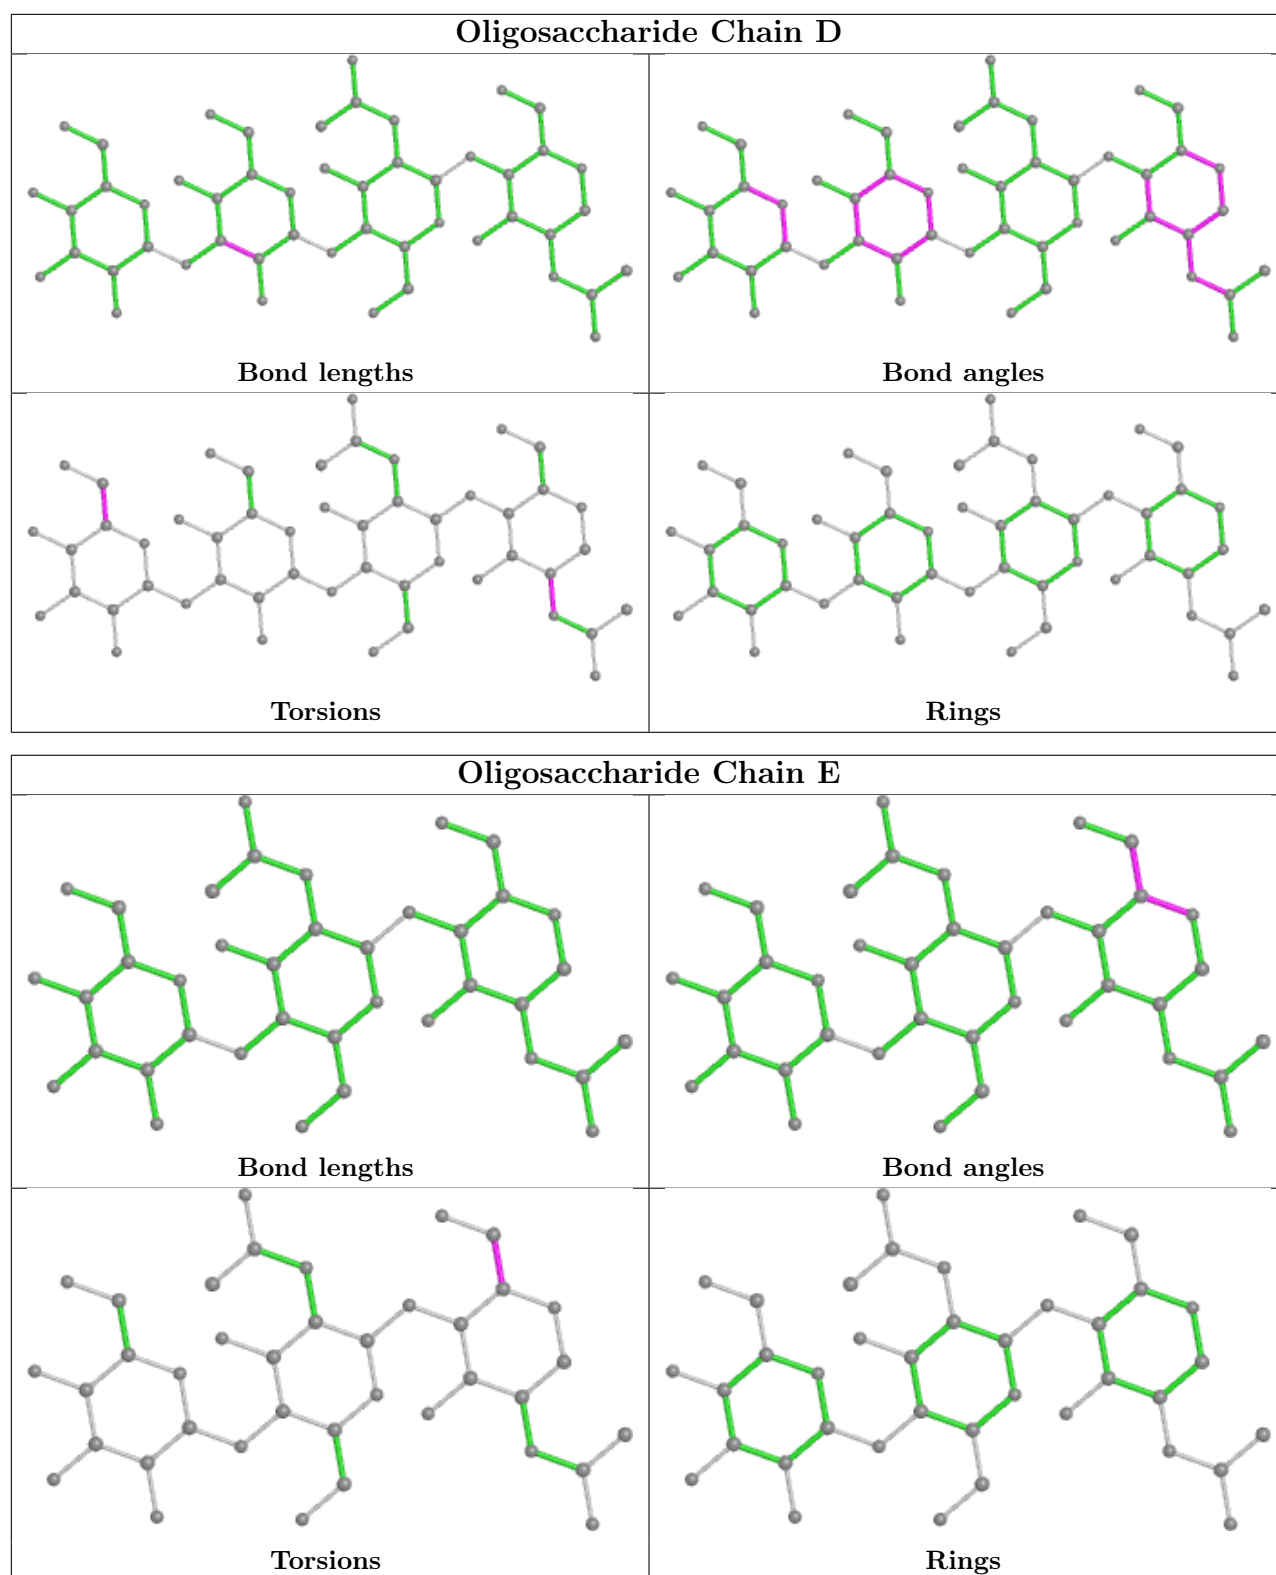 Oligosaccharide Chain D
Bond lengths
Bond angles
Torsions
Rings
Oligosaccharide Chain E
Bond lengths
Bond angles
Torsions
Rings